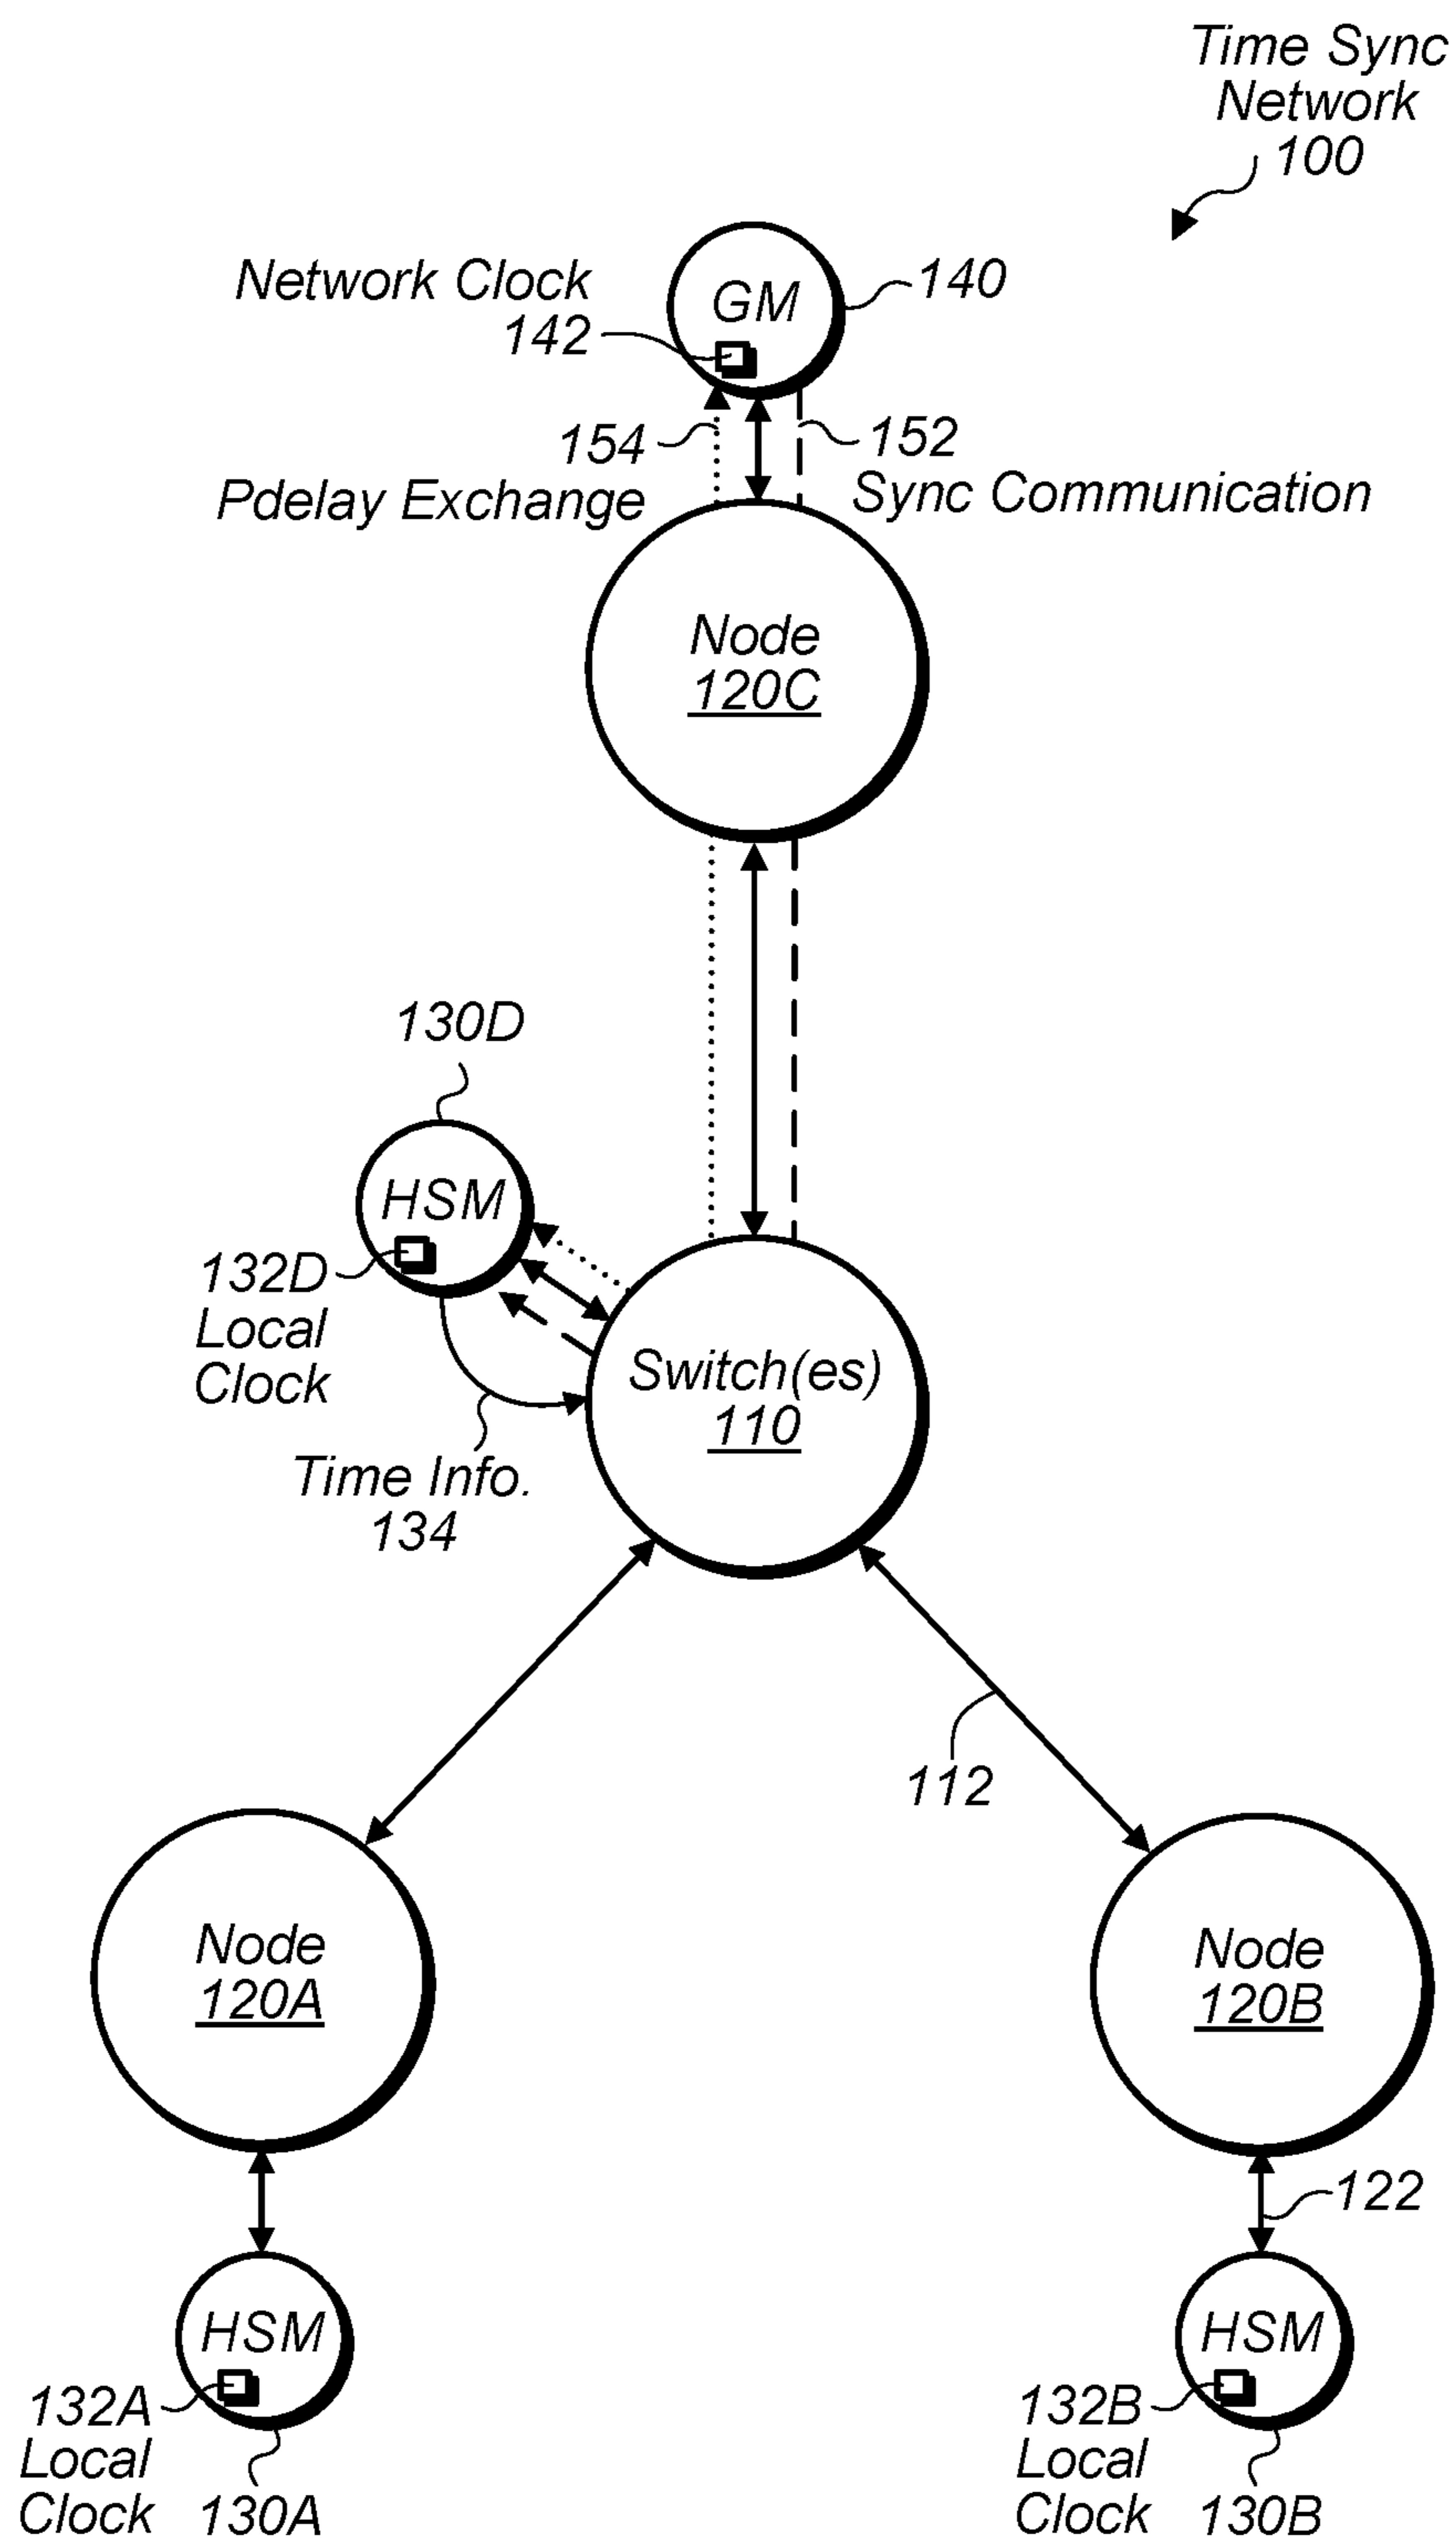 Time Sync
Network
100
Network Clock
142
GM
140
154
Pdelay Exchange
152
Sync Communication
Node
120C
130D
HSM
132D
Local
Clock
Switch(es)
110
Time Info.
134
112
Node
120A
Node
120B
122
HSM
132A
Local
Clock
130A
HSM
132B
Local
Clock
130B